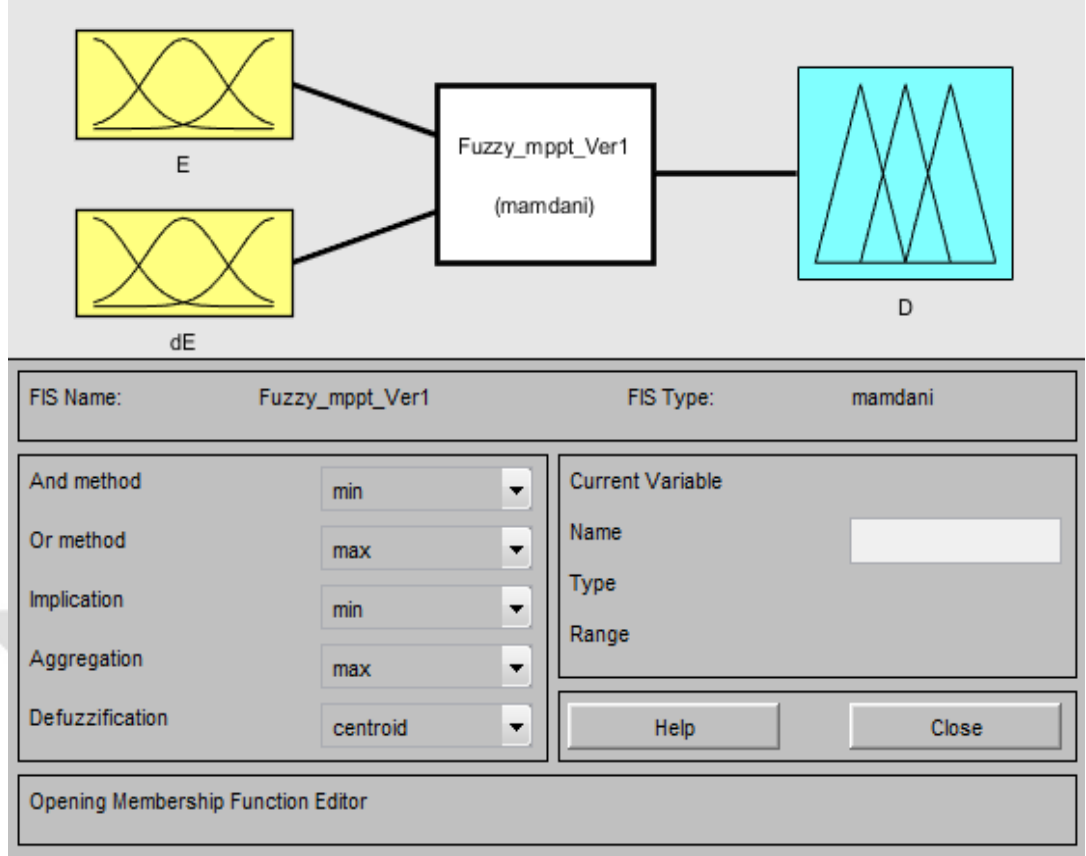 E
Fuzzy_mppt_Ver1
(mamdani)
dE
D
FIS Name: Fuzzy_mppt_Ver1 FIS Type: mamdani
And method min
Or method max
Implication min
Aggregation max
Defuzzification centroid
Current Variable
Name
Type
Range
Help Close
Opening Membership Function Editor